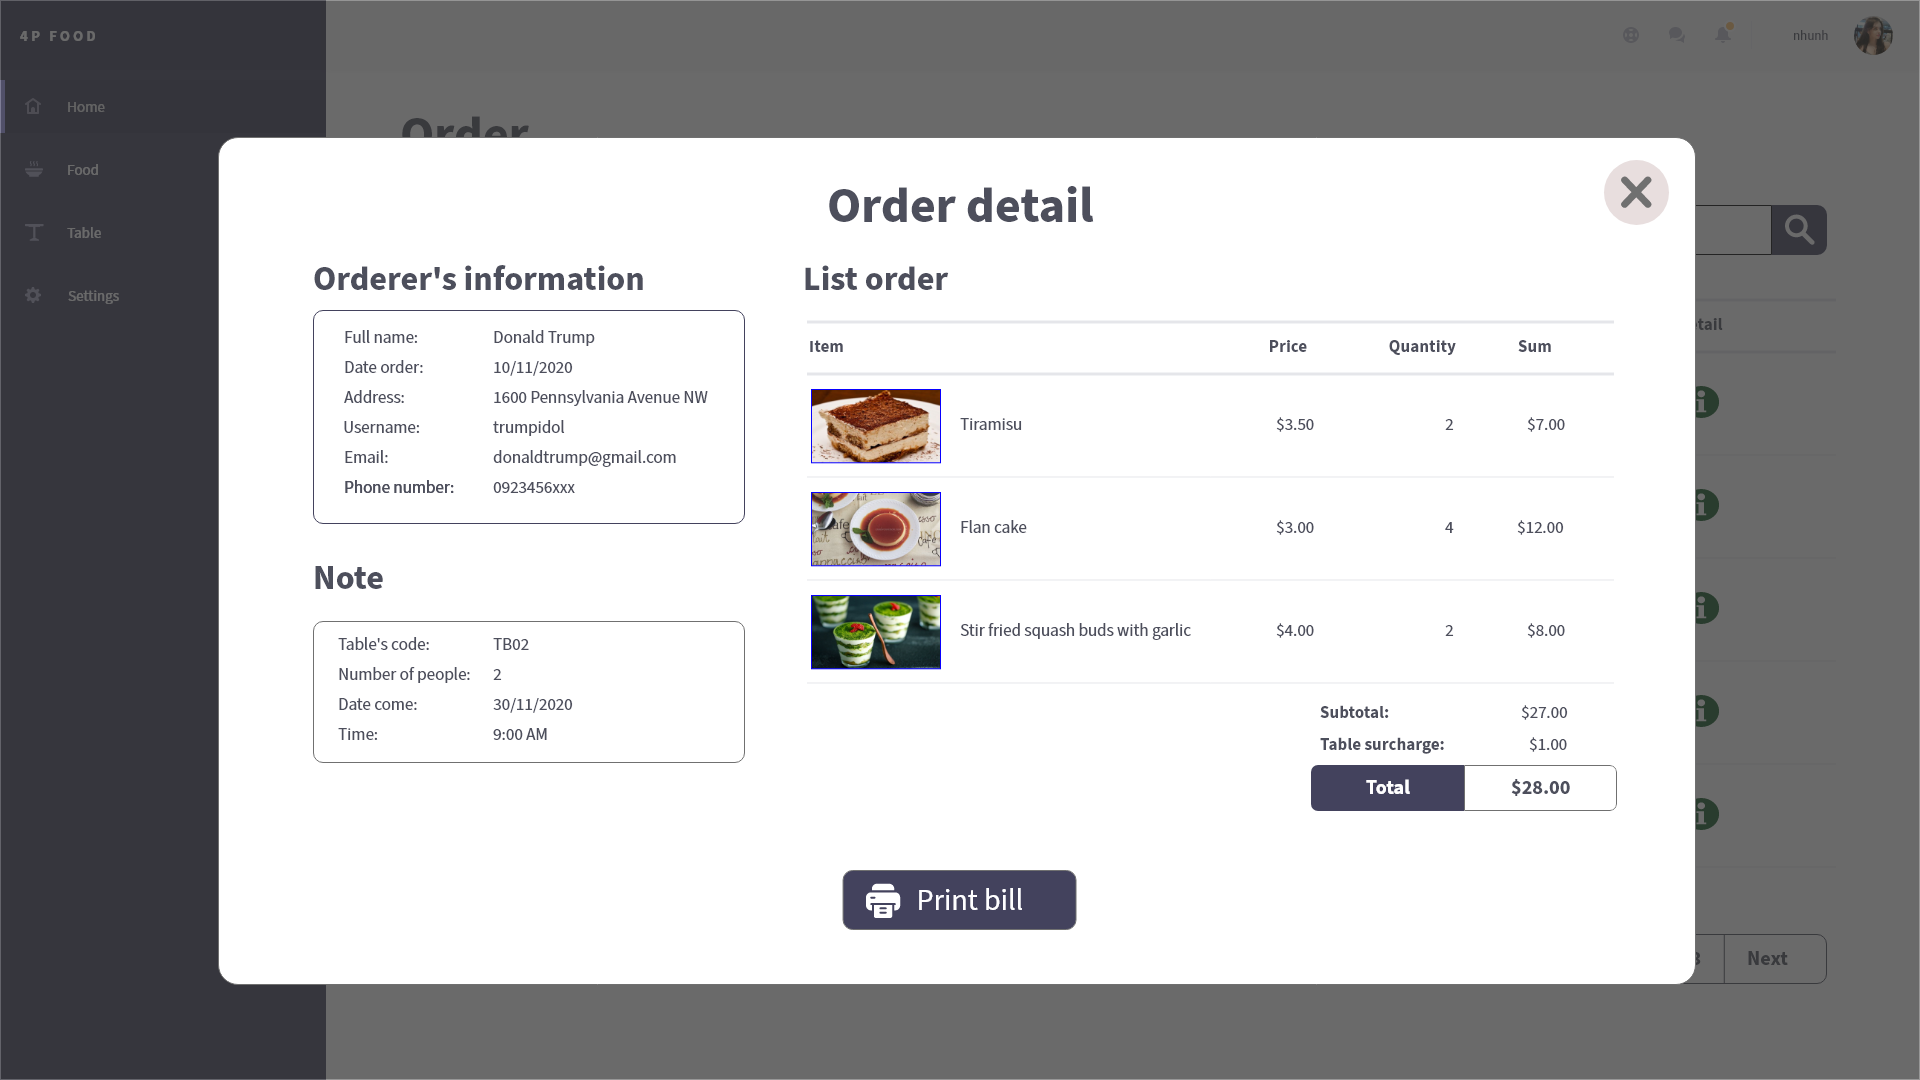 4P FOOD
nhunh
Home
Food
Table
Settings
Order
Order detail
Orderer's information
Full name: Donald Trump
Date order: 10/11/2020
Address: 1600 Pennsylvania Avenue NW
Username: trumpidol
Email: donaldtrump@gmail.com
Phone number: 0923456xxx
Note
Table's code: TB02
Number of people: 2
Date come: 30/11/2020
Time: 9:00 AM
List order
Item Price Quantity Sum
Tiramisu $3.50 2 $7.00
Flan cake $3.00 4 $12.00
Stir fried squash buds with garlic $4.00 2 $8.00
Subtotal: $27.00
Table surcharge: $1.00
Total $28.00
Print bill
etail
3 Next